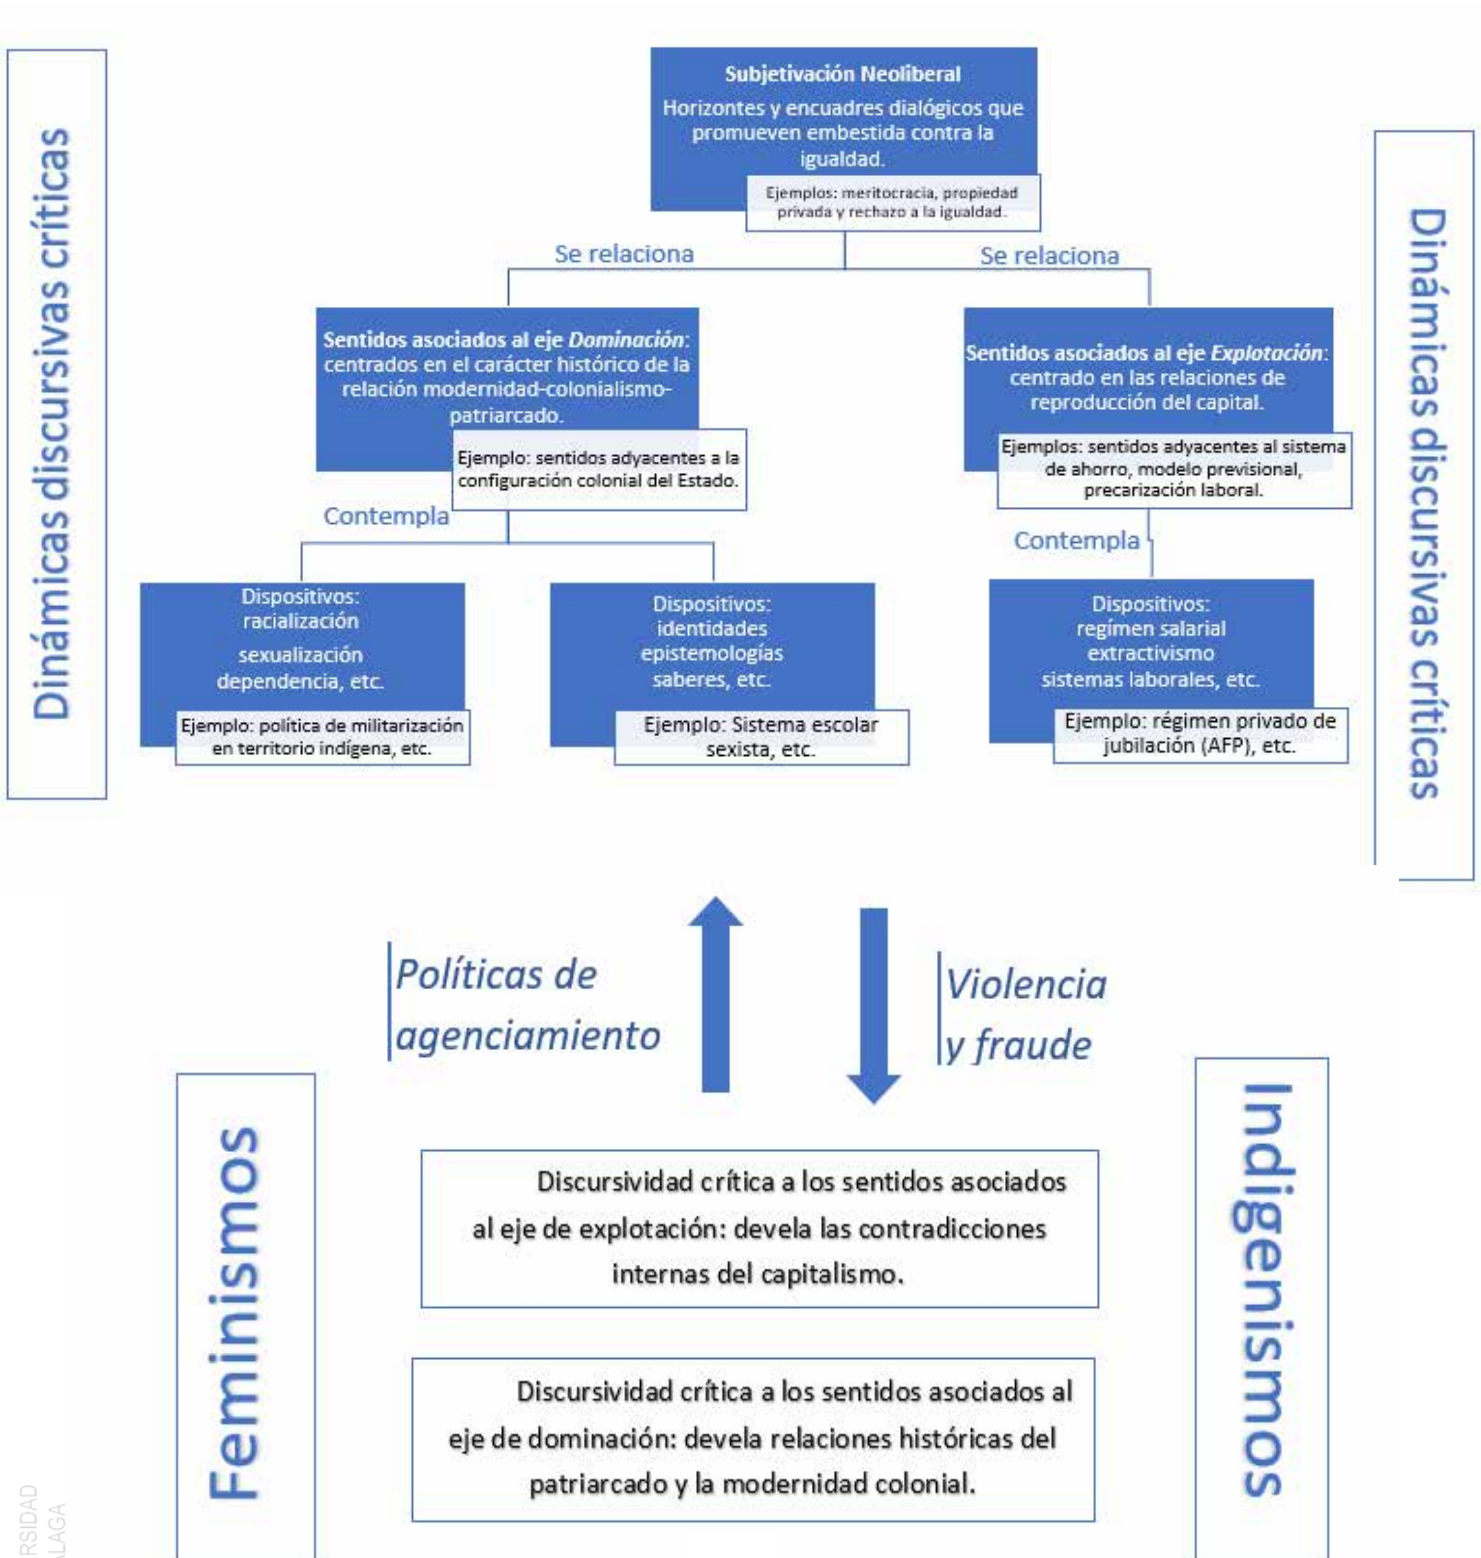 Dinámicas discursivas críticas
Subjetivación Neoliberal
Horizontes y encuadres dialógicos que
promueven embestida contra la
igualdad.
Ejemplos: meritocracia, propiedad
privada y rechazo a la igualdad.
Se relaciona
Se relaciona
Sentidos asociados al eje Dominación:
centrados en el carácter histórico de la
relación modernidad-colonialismo-
patriarcado.
Ejemplo: sentidos adyacentes a la
configuración colonial del Estado.
Sentidos asociados al eje Explotación:
centrado en las relaciones de
reproducción del capital.
Ejemplos: sentidos adyacentes al sistema
de ahorro, modelo previsional,
precarización laboral.
Contempla
Contempla
Dispositivos:
racialización
sexualización
dependencia, etc.
Ejemplo: política de militarización
en territorio indígena, etc.
Dispositivos:
identidades
epistemologías
saberes, etc.
Ejemplo: Sistema escolar
sexista, etc.
Dispositivos:
regímen salarial
extractivismo
sistemas laborales, etc.
Ejemplo: régimen privado de
jubilación (AFP), etc.
Dinámicas discursivas críticas
Políticas de
agenciamiento
Violencia
y fraude
Feminismos
Discursividad crítica a los sentidos asociados
al eje de explotación: devela las contradicciones
internas del capitalismo.
Discursividad crítica a los sentidos asociados al
eje de dominación: devela relaciones históricas del
patriarcado y la modernidad colonial.
Indigenismos
RSIDAD
LAGA